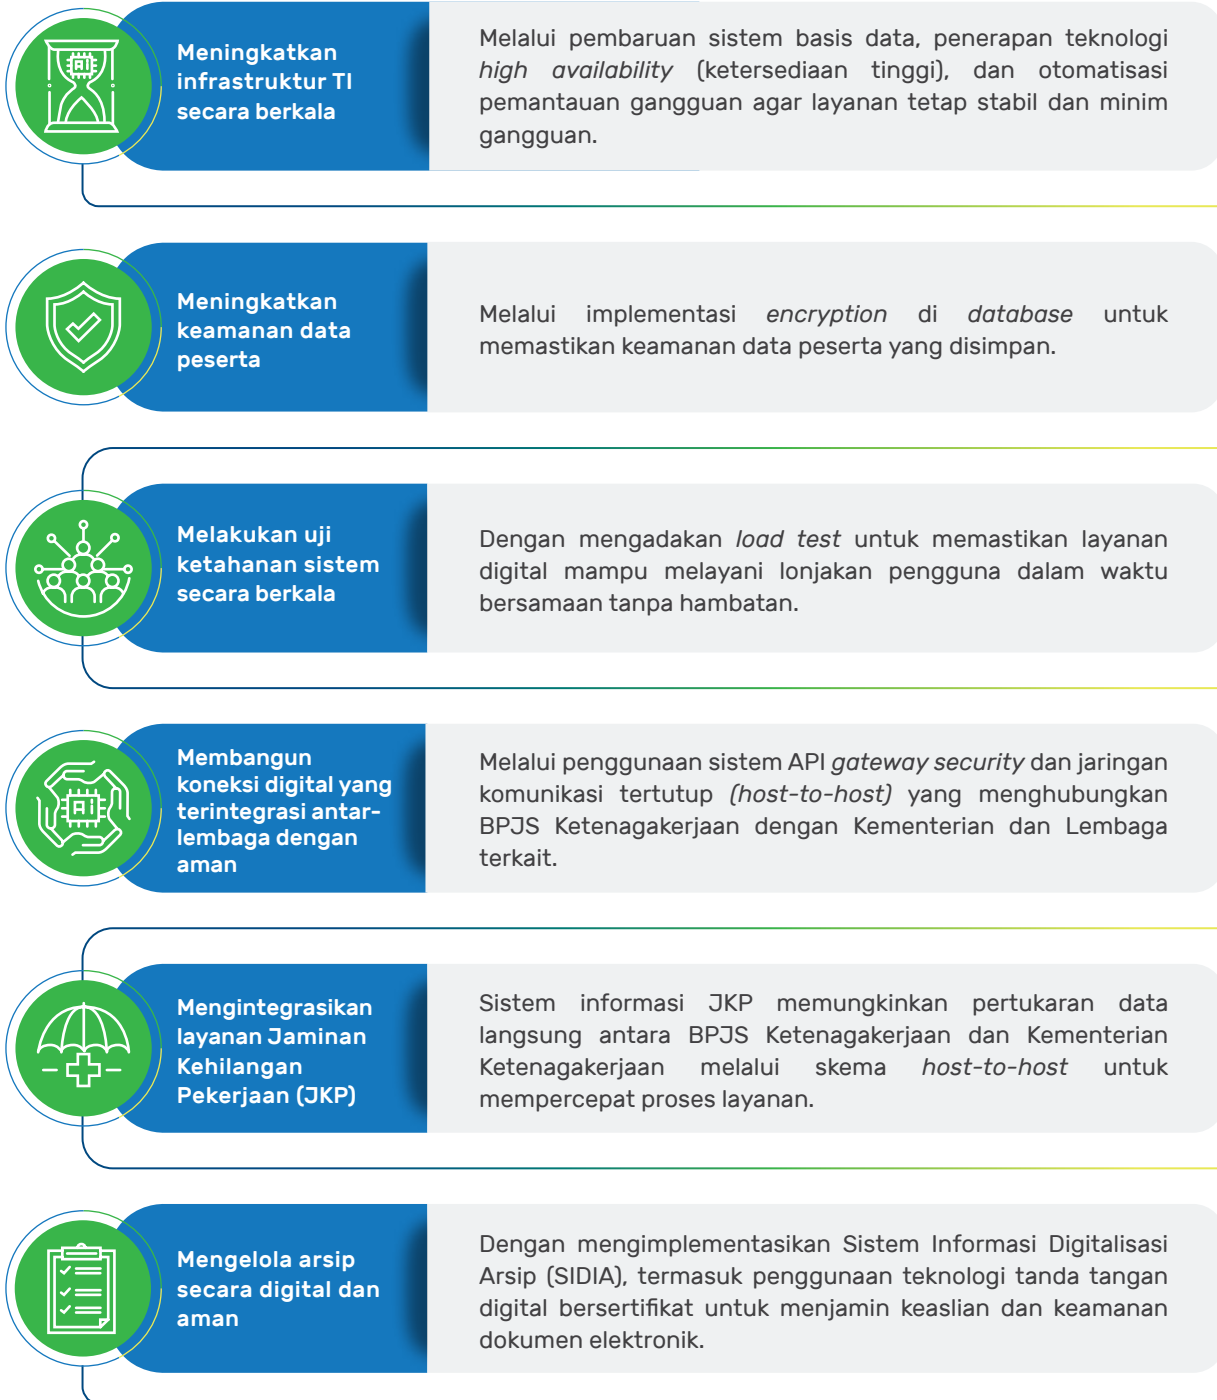 Meningkatkan
infrastruktur TI
secara berkala
Melalui pembaruan sistem basis data, penerapan teknologi
high availability (ketersediaan tinggi), dan otomatisasi
pemantauan gangguan agar layanan tetap stabil dan minim
gangguan.
Meningkatkan
keamanan data
peserta
Melalui implementasi encryption di database untuk
memastikan keamanan data peserta yang disimpan.
Melakukan uji
ketahanan sistem
secara berkala
Dengan mengadakan load test untuk memastikan layanan
digital mampu melayani lonjakan pengguna dalam waktu
bersamaan tanpa hambatan.
Membangun
koneksi digital yang
terintegrasi antar-
lembaga dengan
aman
Melalui penggunaan sistem API gateway security dan jaringan
komunikasi tertutup (host-to-host) yang menghubungkan
BPJS Ketenagakerjaan dengan Kementerian dan Lembaga
terkait.
Mengintegrasikan
layanan Jaminan
Kehilangan
Pekerjaan (JKP)
Sistem informasi JKP memungkinkan pertukaran data
langsung antara BPJS Ketenagakerjaan dan Kementerian
Ketenagakerjaan melalui skema host-to-host untuk
mempercepat proses layanan.
Mengelola arsip
secara digital dan
aman
Dengan mengimplementasikan Sistem Informasi Digitalisasi
Arsip (SIDIA), termasuk penggunaan teknologi tanda tangan
digital bersertifikat untuk menjamin keaslian dan keamanan
dokumen elektronik.